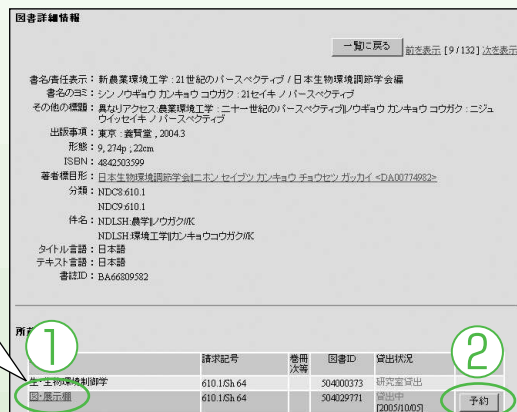 図書詳細情報
一覧に戻る 前を表示 [9/132] 次を表示
書名/責任表示： 新農業環境工学 : 21世紀のパースペクティブ / 日本生物環境調節学会編
書名のヨミ： シン ノウギョウ カンキョウ コウガク : 21セイキ ノ パースペクティブ
その他の標題： 異なりアクセス:農業環境工学 : 二十一世紀のパースペクティブ||ノウギョウ カンキョウ コウガク : ニジュ
ウイッセイキ ノ パースペクティブ
出版事項： 東京 : 養賢堂 , 2004.3
形態： 9, 274p ; 22cm
ISBN： 4842503599
著者標目形： 日本生物環境調節学会||ニホン セイブツ カンキョウ チョウセツ ガッカイ <DA00774982>
分類： NDC8:610.1
NDC9:610.1
件名： NDLSH:農学||ノウガク//K
NDLSH:環境工学||カンキョウコウガク//K
タイトル言語： 日本語
テキスト言語： 日本語
書誌ID： BA66809582
所
① ②
請求記号 巻冊次等 図書ID 貸出状況
生・生物環境制御学 610.1/Sh 64 504000373 研究室貸出
図・展示棚 610.1/Sh 64 504029771 貸出中 [2005/10/05] 予約